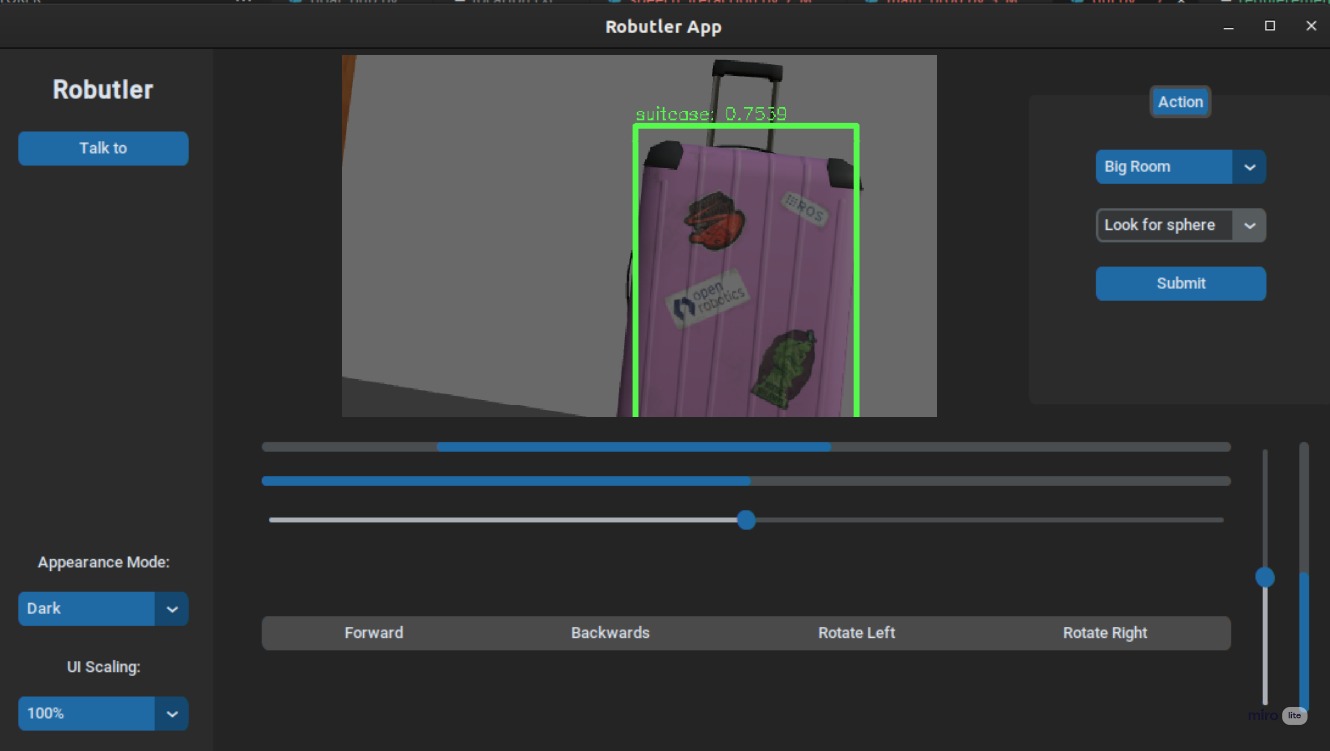 Robutler App
Robutler
Talk to
suitcase: 0.7539
ROS
open
robotics
Action
Big Room
Look for sphere
Submit
Appearance Mode:
Dark
UI Scaling:
100%
Forward
Backwards
Rotate Left
Rotate Right
miro lite